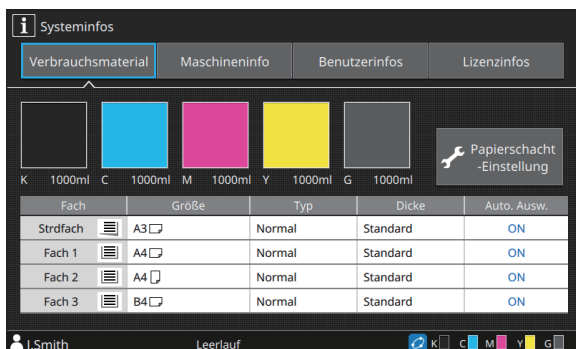 i Systeminfos
Verbrauchsmaterial Maschineninfo Benutzerinfos Lizenzinfos
K 1000ml C 1000ml M 1000ml Y 1000ml G 1000ml
Papierschacht
-Einstellung
Fach Größe Typ Dicke Auto. Ausw.
Strdfach A3 Normal Standard ON
Fach 1 A4 Normal Standard ON
Fach 2 A4 Normal Standard ON
Fach 3 B4 Normal Standard ON
J.Smith Leerlauf K C M Y G